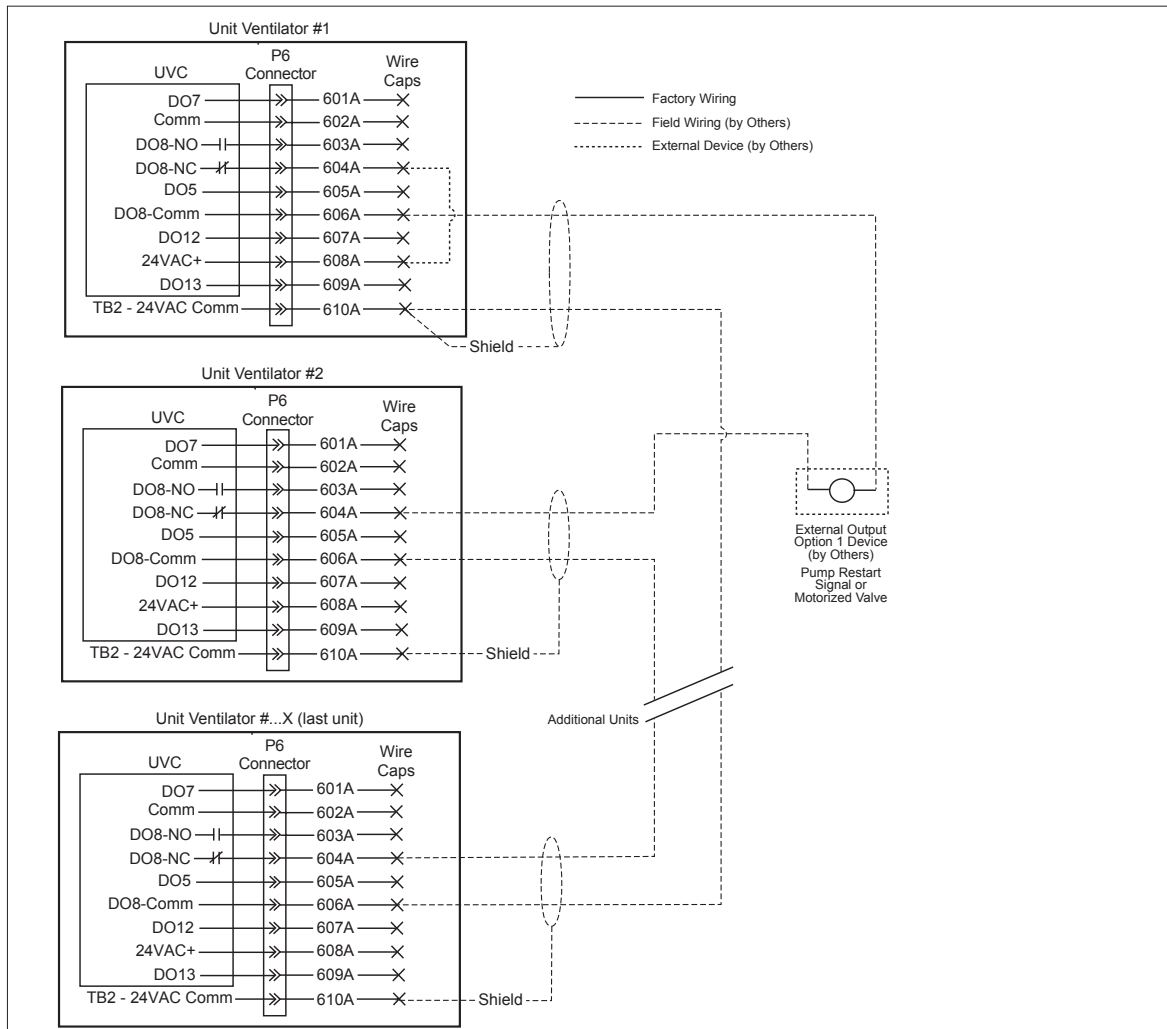 Unit Ventilator #1
UVC
P6
Connector
Wire
Caps
DO7 601A
Comm 602A
DO8-NO 603A
DO8-NC 604A
DO5 605A
DO8-Comm 606A
DO12 607A
24VAC+ 608A
DO13 609A
TB2 - 24VAC Comm 610A
Shield
Factory Wiring
Field Wiring (by Others)
External Device (by Others)
Unit Ventilator #2
UVC
P6
Connector
Wire
Caps
DO7 601A
Comm 602A
DO8-NO 603A
DO8-NC 604A
DO5 605A
DO8-Comm 606A
DO12 607A
24VAC+ 608A
DO13 609A
TB2 - 24VAC Comm 610A
Shield
External Output
Option 1 Device
(by Others)
Pump Restart
Signal or
Motorized Valve
Additional Units
Unit Ventilator #...X (last unit)
UVC
P6
Connector
Wire
Caps
DO7 601A
Comm 602A
DO8-NO 603A
DO8-NC 604A
DO5 605A
DO8-Comm 606A
DO12 607A
24VAC+ 608A
DO13 609A
TB2 - 24VAC Comm 610A
Shield